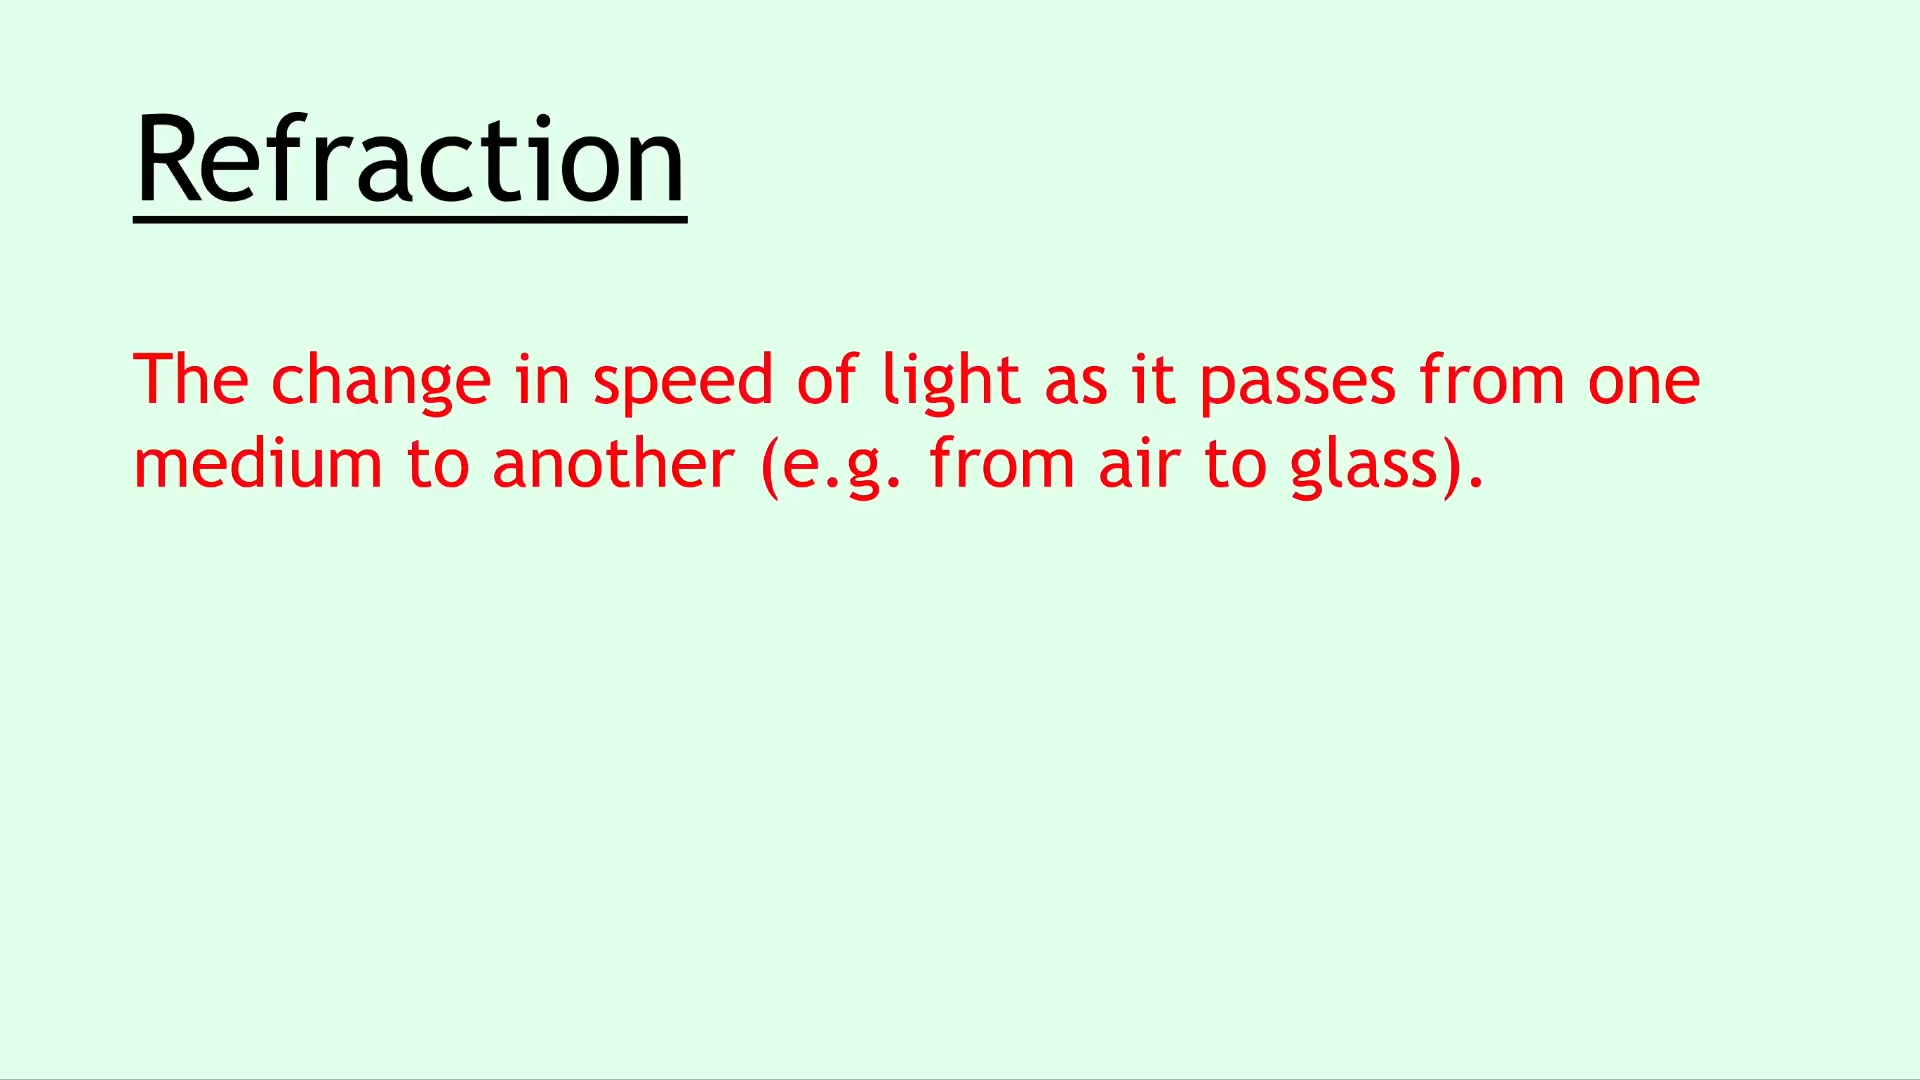 Refraction
The change in speed of light as it passes from one
medium to another (e.g. from air to glass).